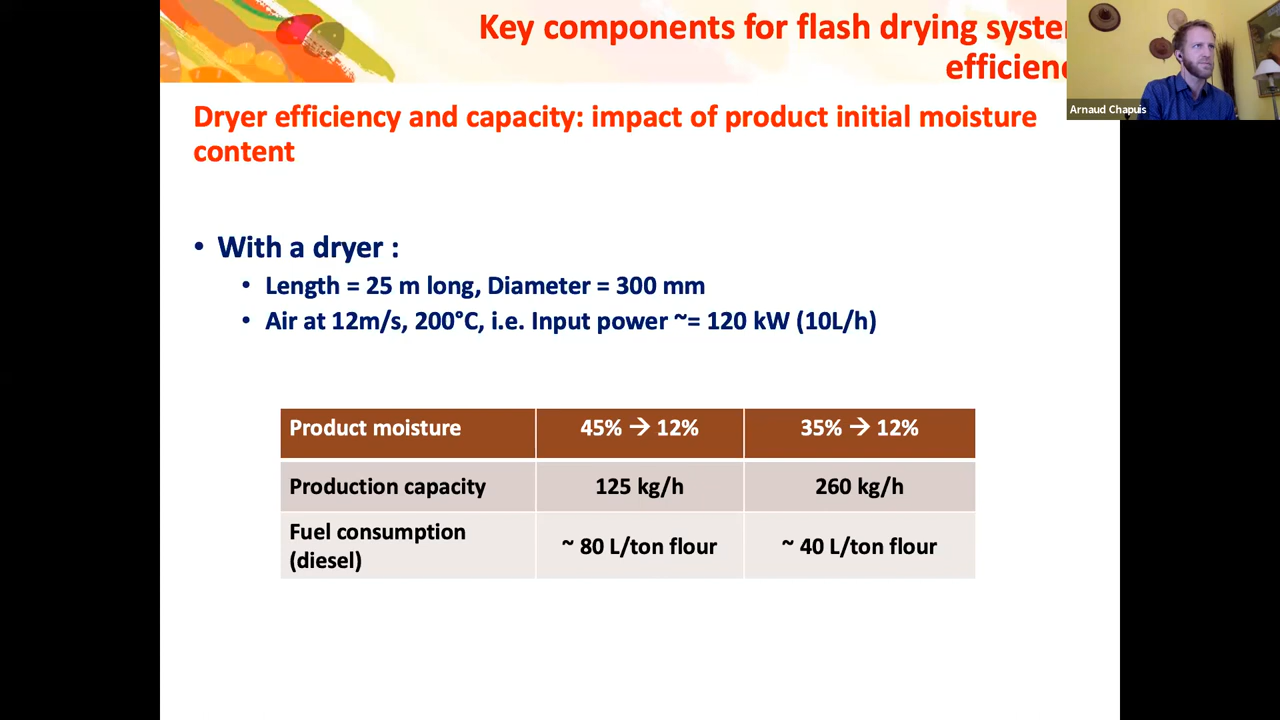 Key components for flash drying
Arnaud Chapuis
Dryer efficiency and capacity: impact of product initial moisture
content
• With a dryer :
• Length = 25 m long, Diameter = 300 mm
• Air at 12m/s, 200°C, i.e. Input power ~= 120 kW (10L/h)
Product moisture 45% → 12% 35% → 12%
Production capacity 125 kg/h 260 kg/h
Fuel consumption
(diesel) ~ 80 L/ton flour ~ 40 L/ton flour